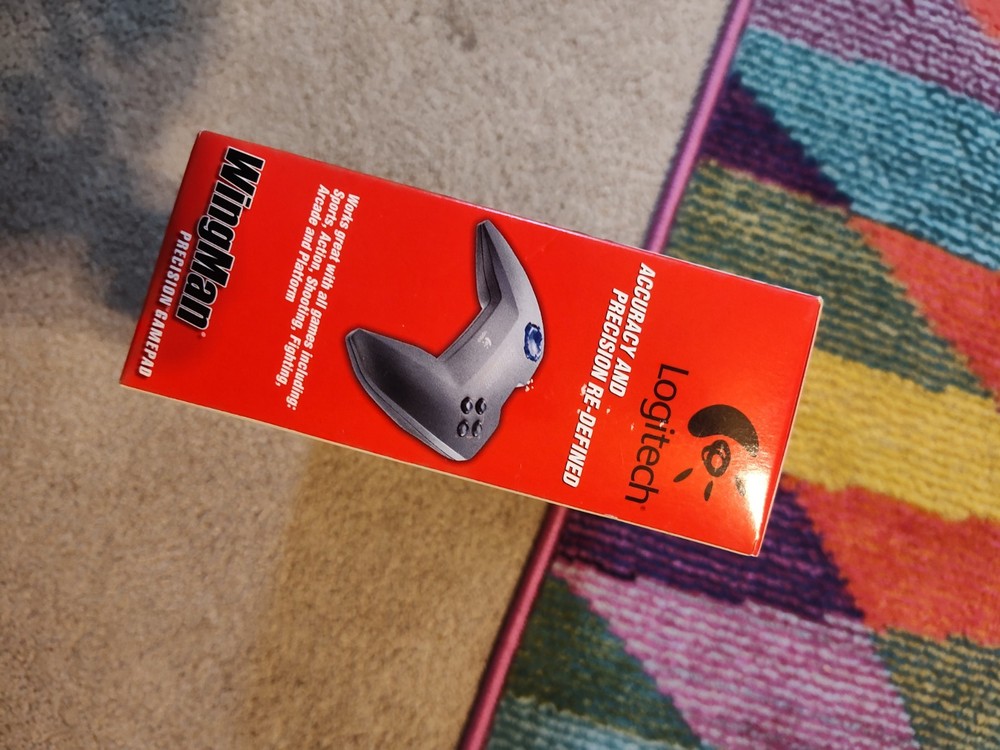 Logitech
ACCURACY AND
PRECISION RE-DEFINED
Works great with all games including:
Sports, Action, Shooting, Fighting,
Arcade and Platform
WingMan®
PRECISION GAMEPAD